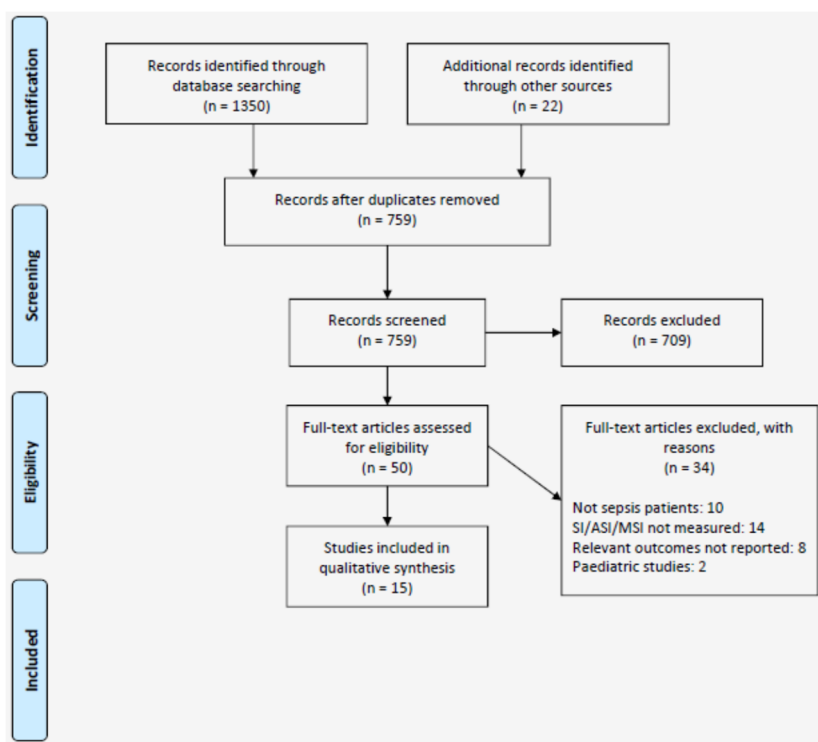 Identification
Records identified through
database searching
(n = 1350)
Additional records identified
through other sources
(n = 22)
Records after duplicates removed
(n = 759)
Screening
Records screened
(n = 759)
Records excluded
(n = 709)
Eligibility
Full-text articles assessed
for eligibility
(n = 50)
Full-text articles excluded, with
reasons
(n = 34)
Not sepsis patients: 10
SI/ASI/MSI not measured: 14
Relevant outcomes not reported: 8
Paediatric studies: 2
Studies included in
qualitative synthesis
(n = 15)
Included